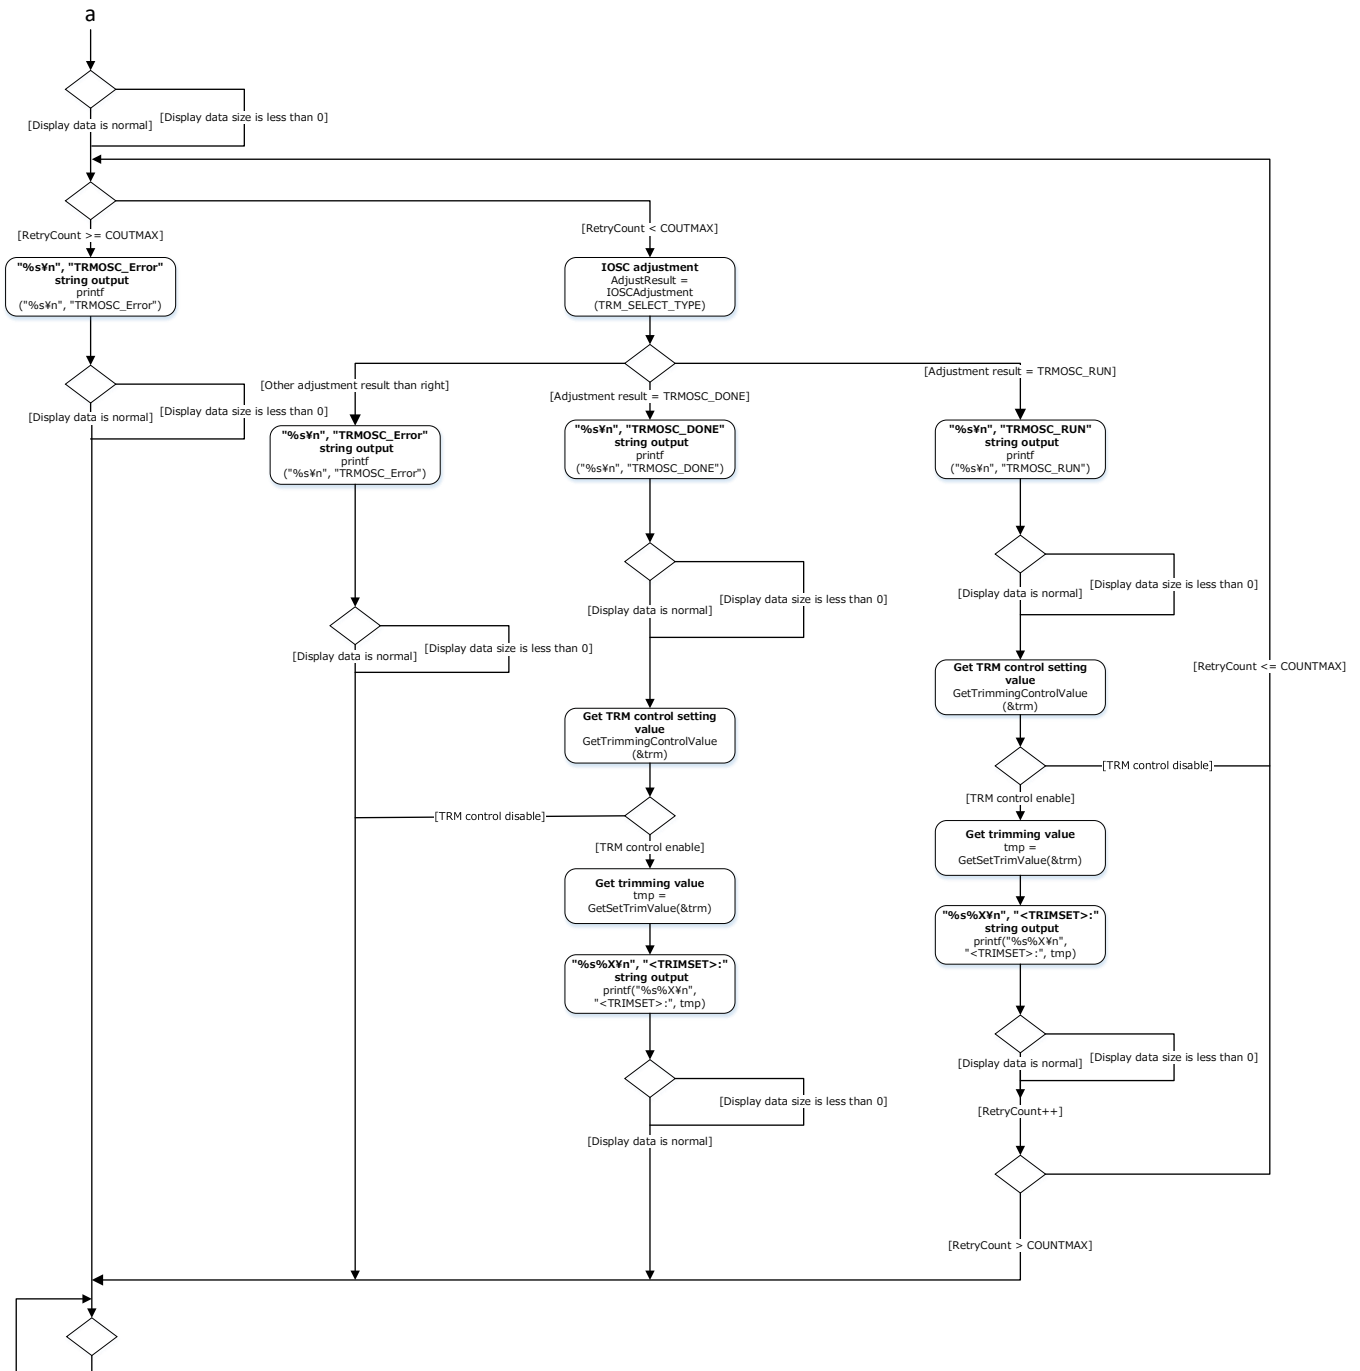 a
[Display data is normal]
[Display data size is less than 0]
[RetryCount >= COUTMAX]
[RetryCount < COUTMAX]
"%s¥n", "TRMOSC_Error"
string output
printf
("%s¥n", "TRMOSC_Error")
IOSC adjustment
AdjustResult =
IOSCAdjustment
(TRM_SELECT_TYPE)
[Display data is normal]
[Display data size is less than 0]
[Other adjustment result than right]
[Adjustment result = TRMOSC_DONE]
[Adjustment result = TRMOSC_RUN]
"%s¥n", "TRMOSC_Error"
string output
printf
("%s¥n", "TRMOSC_Error")
"%s¥n", "TRMOSC_DONE"
string output
printf
("%s¥n", "TRMOSC_DONE")
"%s¥n", "TRMOSC_RUN"
string output
printf
("%s¥n", "TRMOSC_RUN")
[Display data is normal]
[Display data size is less than 0]
[Display data is normal]
[Display data size is less than 0]
[Display data is normal]
[Display data size is less than 0]
[RetryCount <= COUNTMAX]
Get TRM control setting
value
GetTrimmingControlValue
(&trm)
Get TRM control setting
value
GetTrimmingControlValue
(&trm)
[TRM control disable]
[TRM control enable]
[TRM control disable]
[TRM control enable]
Get trimming value
tmp =
GetSetTrimValue(&trm)
Get trimming value
tmp =
GetSetTrimValue(&trm)
"%s%X¥n", "<TRIMSET>:"
string output
printf("%s%X¥n",
"<TRIMSET>:", tmp)
"%s%X¥n", "<TRIMSET>:"
string output
printf("%s%X¥n",
"<TRIMSET>:", tmp)
[Display data size is less than 0]
[Display data is normal]
[Display data is normal]
[Display data size is less than 0]
[RetryCount++]
[RetryCount > COUNTMAX]